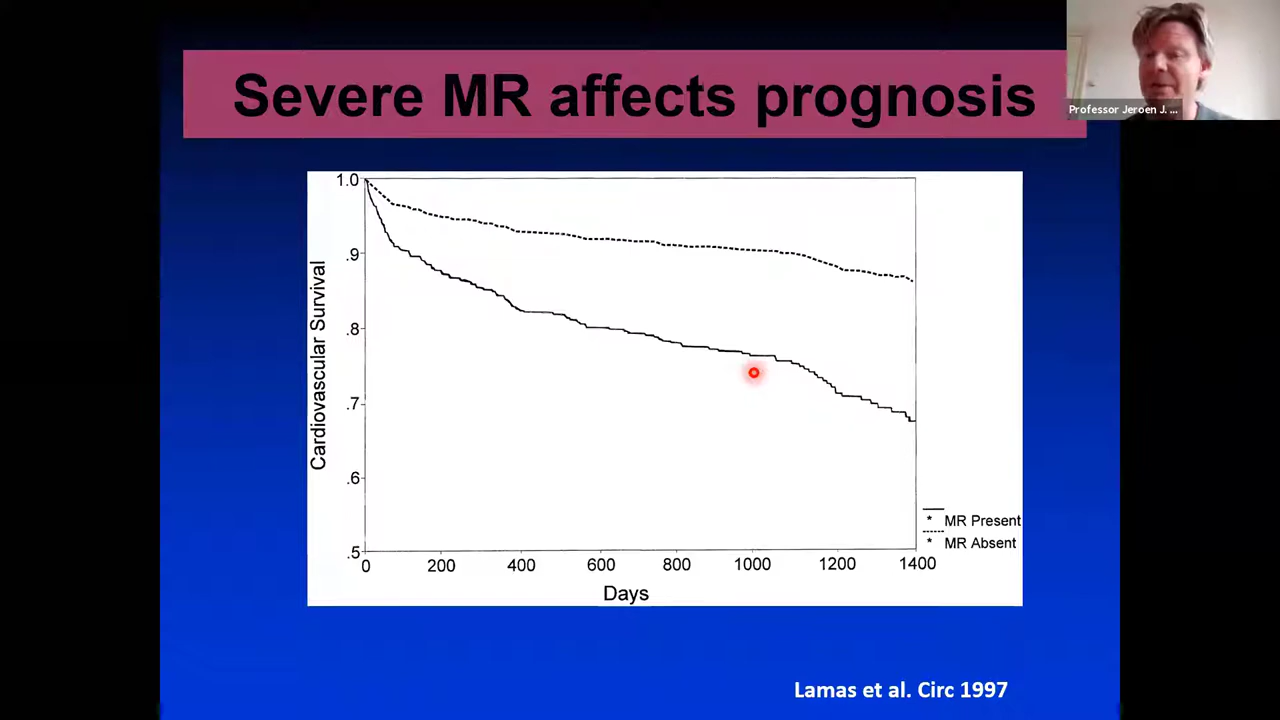 Severe MR affects prognosis
Professor Jeroen J. ...
1.0
.9
.8
.7
.6
.5
Cardiovascular Survival
0 200 400 600 800 1000 1200 1400
Days
* MR Present
* MR Absent
Lamas et al. Circ 1997